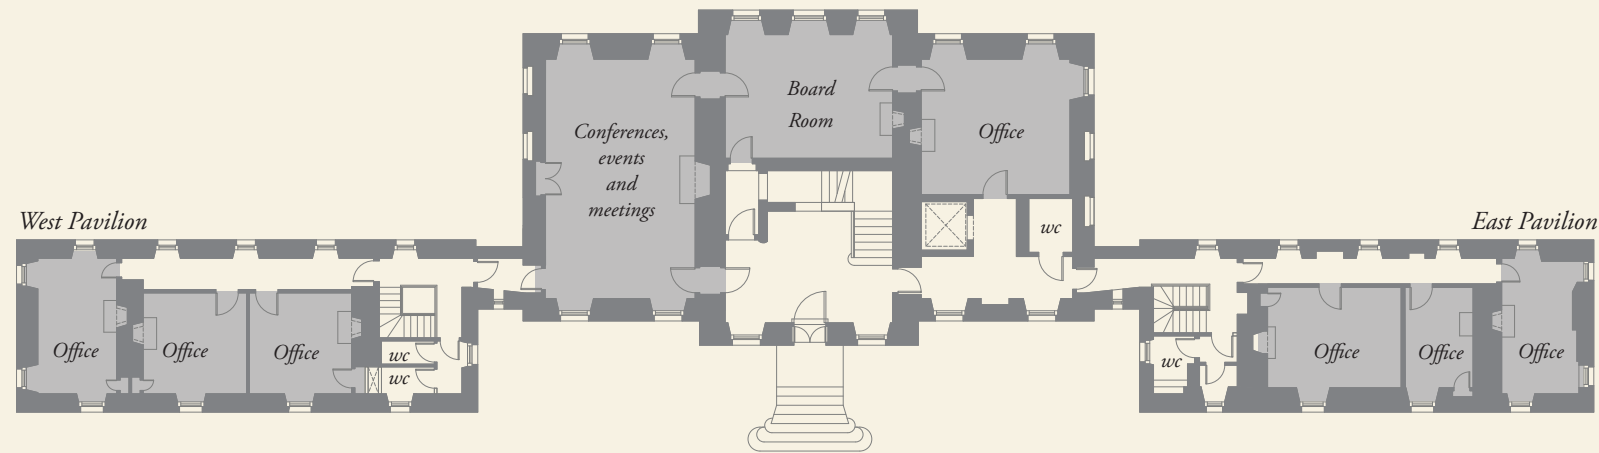 West Pavilion
Office
Office
Office
wc
wc
Conferences,
events
and
meetings
Board
Room
Office
wc
East Pavilion
wc
Office
Office
Office